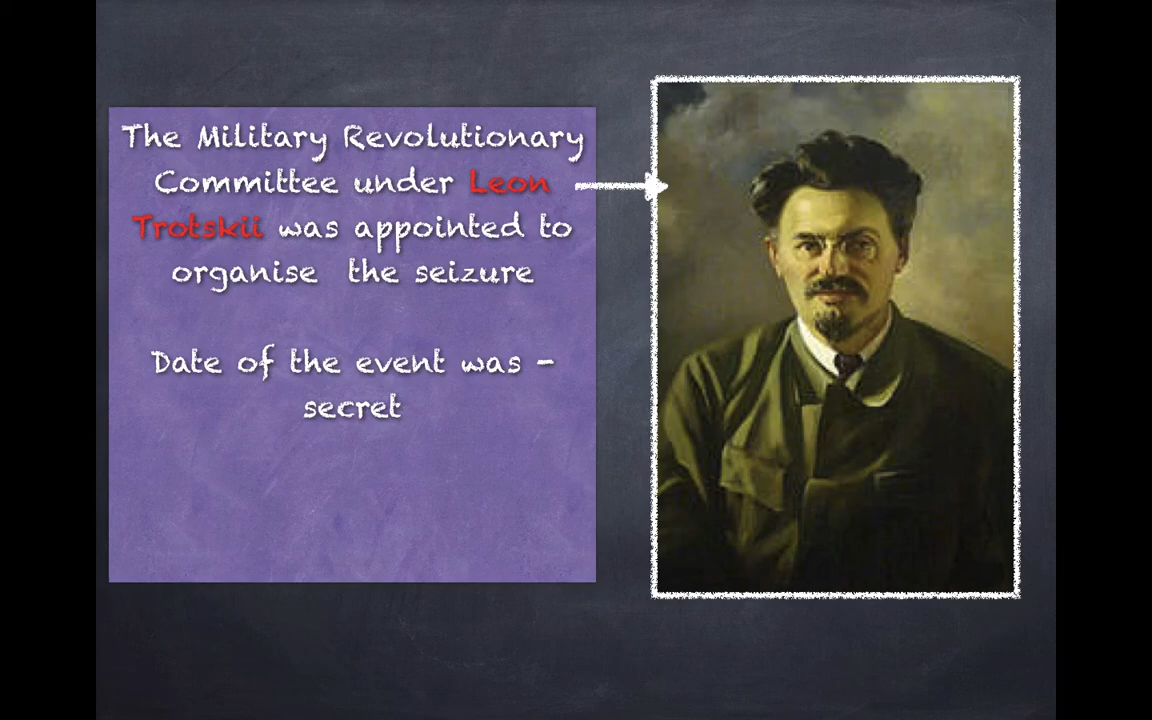 The Military Revolutionary
Committee under Leon
Trotskii was appointed to
organise the seizure
Date of the event was -
secret